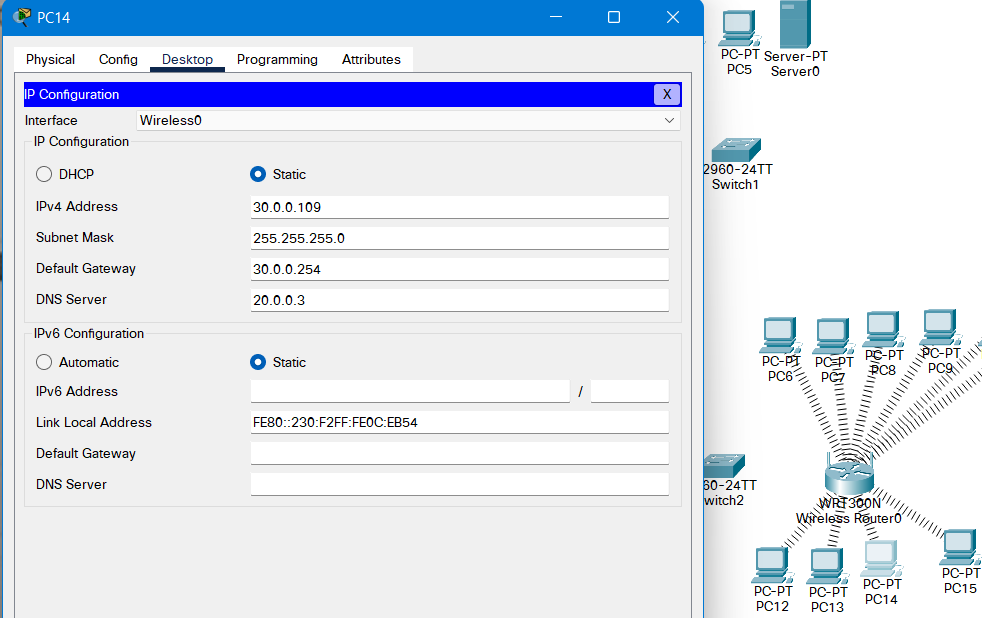 PC14
Physical Config Desktop Programming Attributes
IP Configuration X
Interface Wireless0
IP Configuration
DHCP Static
IPv4 Address 30.0.0.109
Subnet Mask 255.255.255.0
Default Gateway 30.0.0.254
DNS Server 20.0.0.3
IPv6 Configuration
Automatic Static
IPv6 Address /
Link Local Address FE80::230:F2FF:FE0C:EB54
Default Gateway
DNS Server
PC-PT
PC5
Server-PT
Server0
2960-24TT
Switch1
PC-PT
PC6
PC-PT
PC7
PC-PT
PC8
PC-PT
PC9
60-24TT
witch2
WRT300N
Wireless Router0
PC-PT
PC12
PC-PT
PC13
PC-PT
PC14
PC-PT
PC15